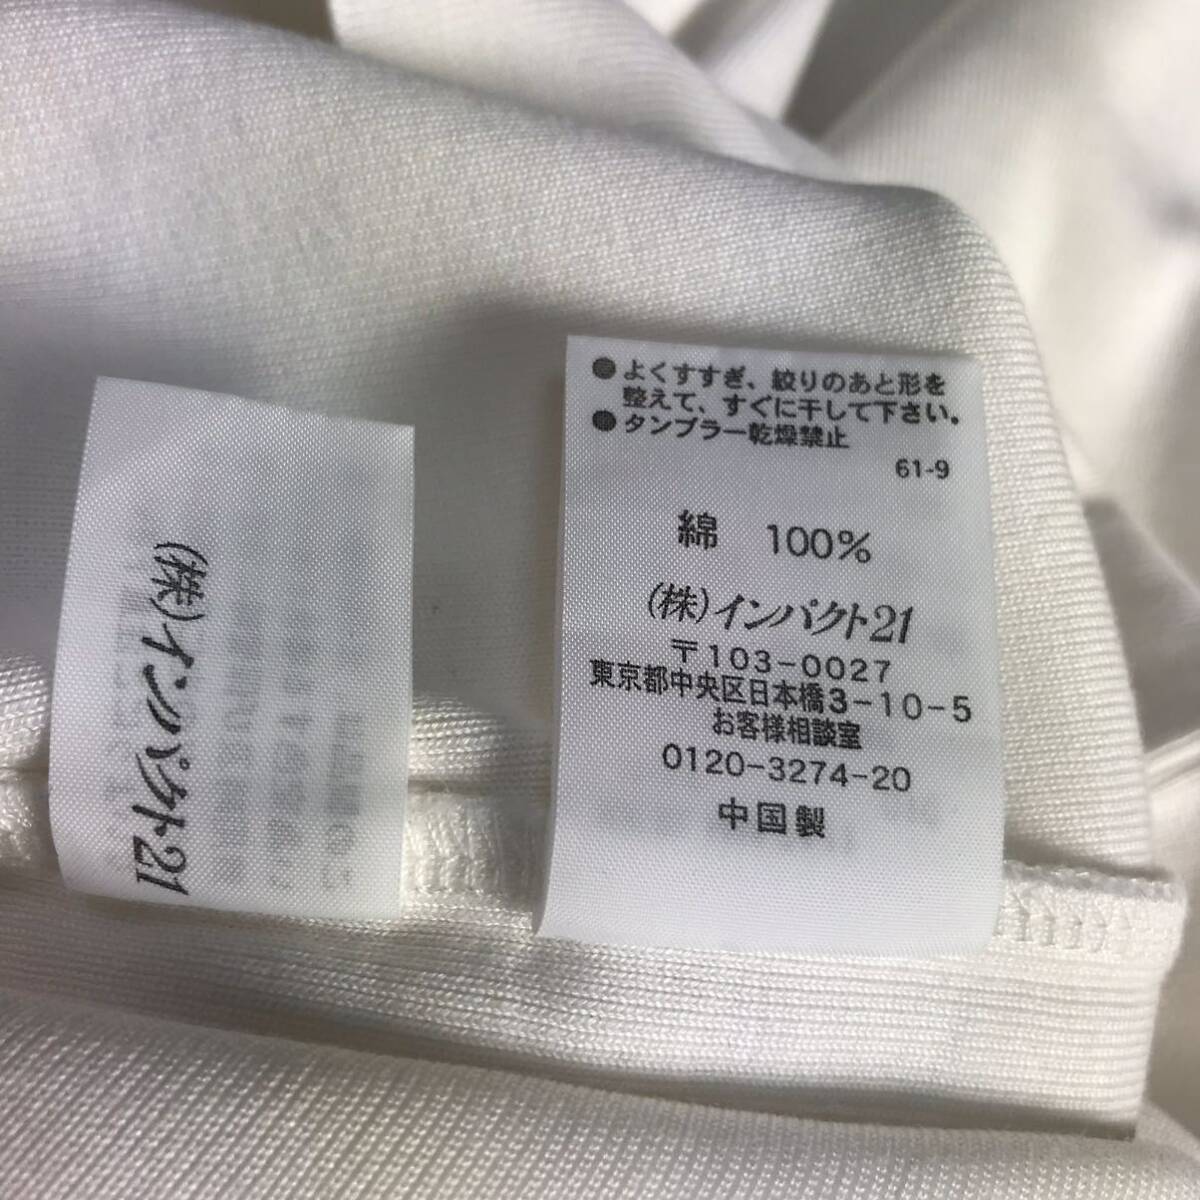 (株)インパクト21
●よくすすぎ、絞りのあと形を
整えて、すぐに干して下さい。
●タンブラー乾燥禁止
61-9
綿 100%
(株)インパクト21
〒103-0027
東京都中央区日本橋3-10-5
お客様相談室
0120-3274-20
中国製